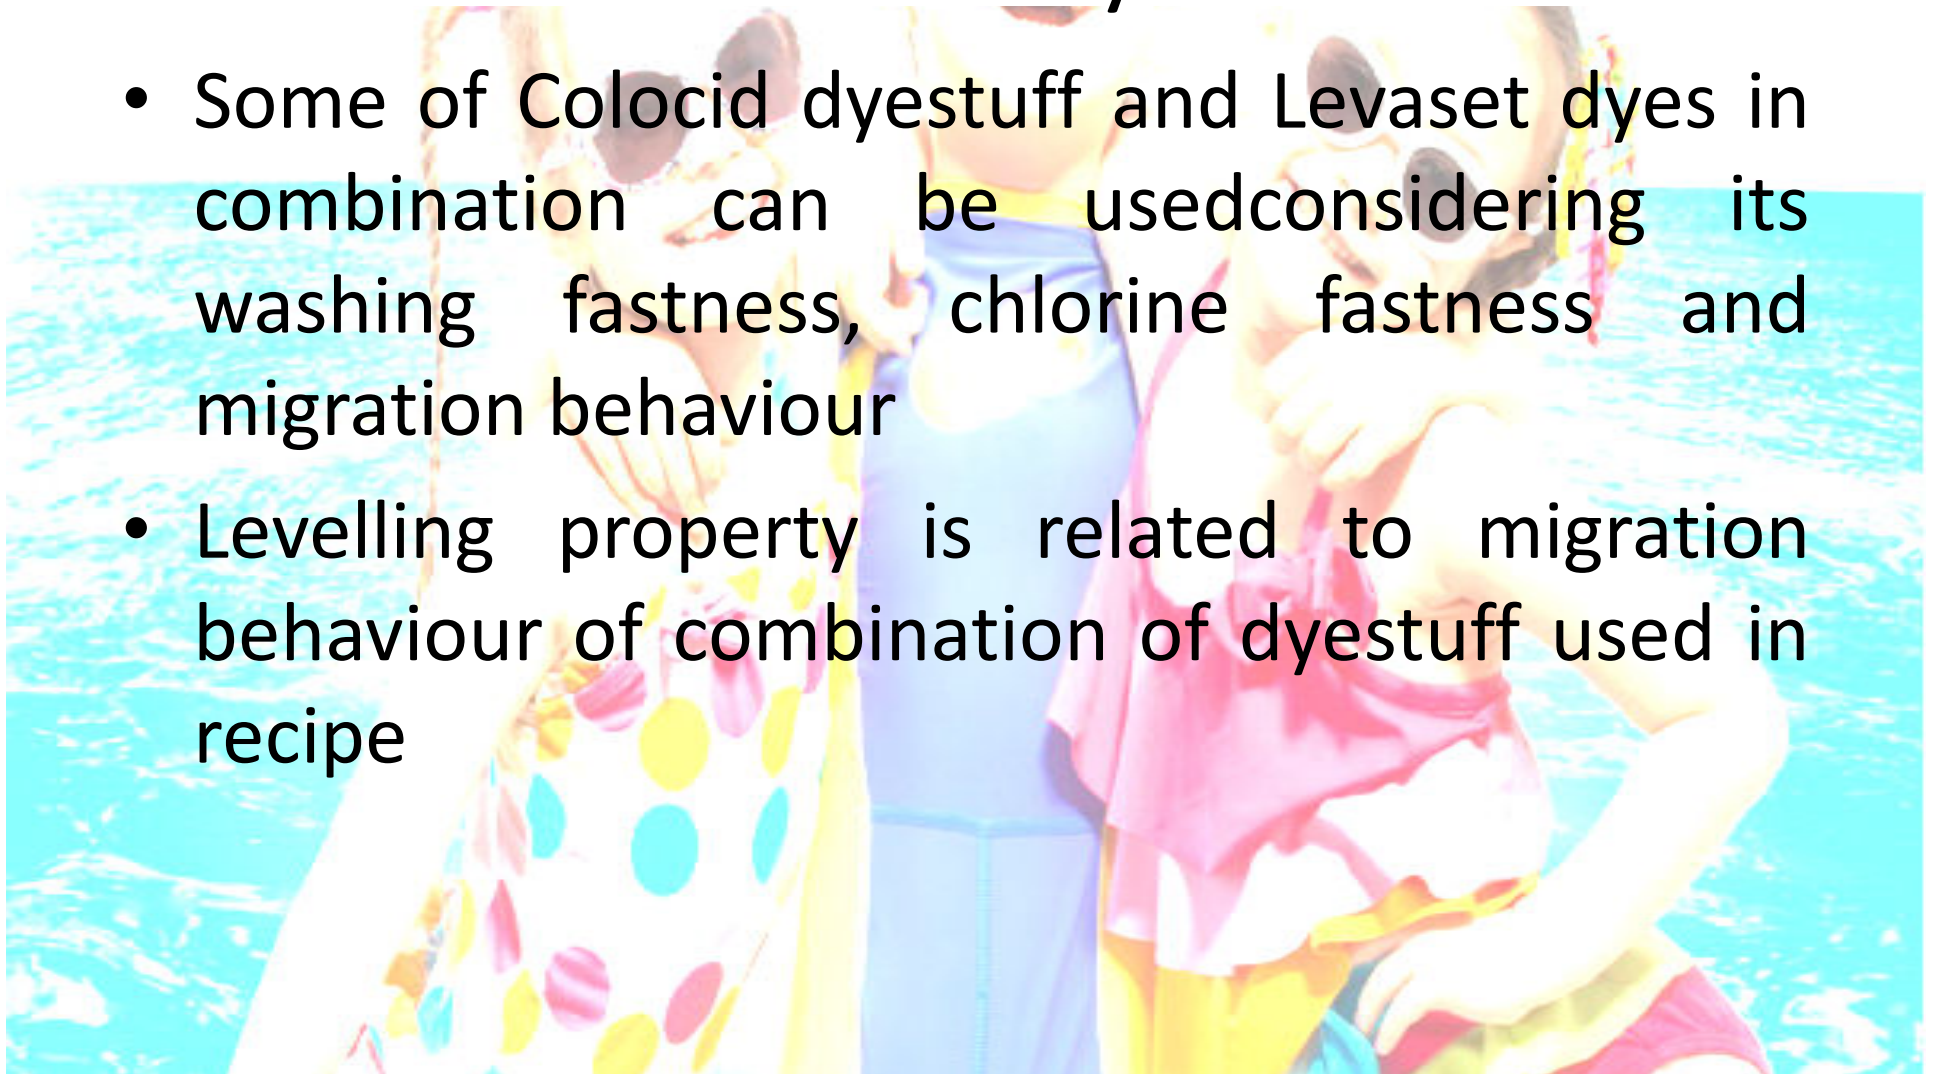 • Some of Colocid dyestuff and Levaset dyes in
combination can be usedconsidering its
washing fastness, chlorine fastness and
migration behaviour
• Levelling property is related to migration
behaviour of combination of dyestuff used in
recipe